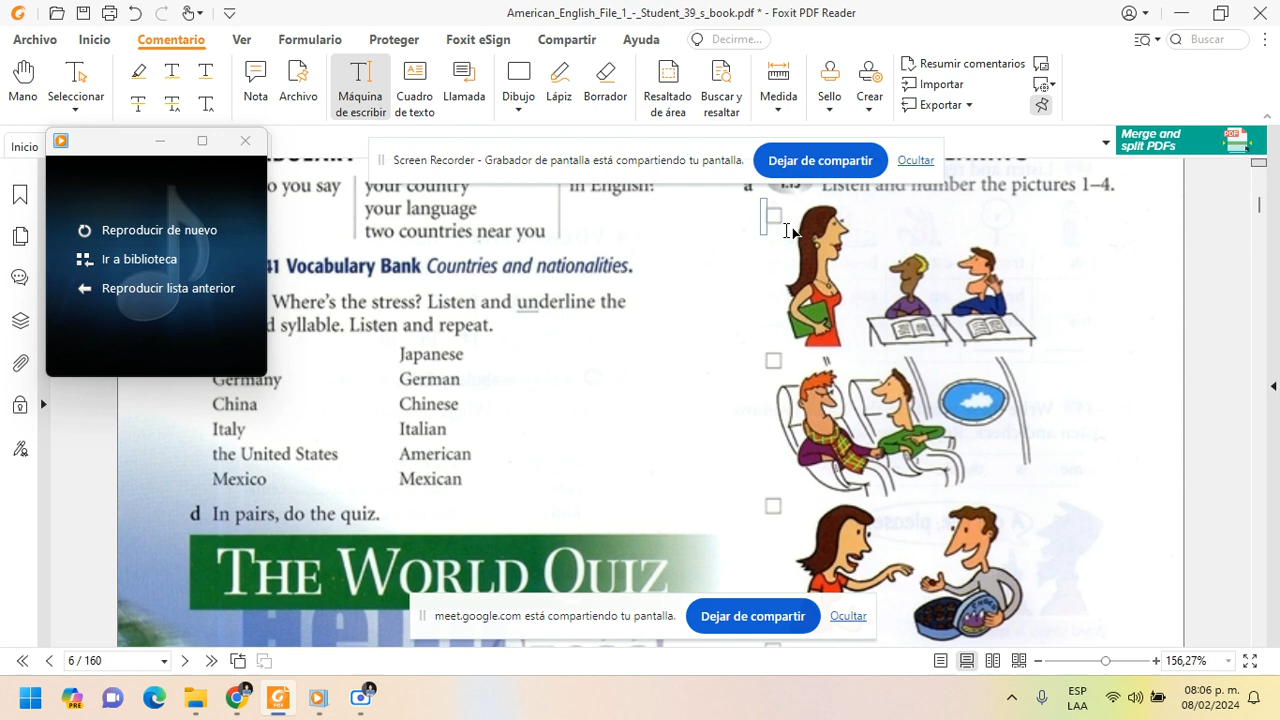 American_English_File_1_-_Student_39_s_book.pdf * - Foxit PDF Reader
Archivo Inicio Comentario Ver Formulario Proteger Foxit eSign Compartir Ayuda Decirme... Buscar
Mano Seleccionar Nota Archivo Máquina de escribir Cuadro de texto Llamada Dibujo Lápiz Borrador Resaltado de área Buscar y resaltar Medida Sello Crear
Resumir comentarios
Importar
Exportar
Inicio
Merge and split PDFs
Screen Recorder - Grabador de pantalla está compartiendo tu pantalla. Dejar de compartir Ocultar
Reproducir de nuevo
Ir a biblioteca
Reproducir lista anterior
o you say your country in English?
your language
two countries near you
41 Vocabulary Bank Countries and nationalities.
Where's the stress? Listen and underline the
d syllable. Listen and repeat.
Japanese
Germany German
China Chinese
Italy Italian
the United States American
Mexico Mexican
d In pairs, do the quiz.
THE WORLD QUIZ
a 1.15 Listen and number the pictures 1–4.
meet.google.com está compartiendo tu pantalla. Dejar de compartir Ocultar
6 / 160
156,27%
PRE
ESP
LAA
08:06 p. m.
08/02/2024